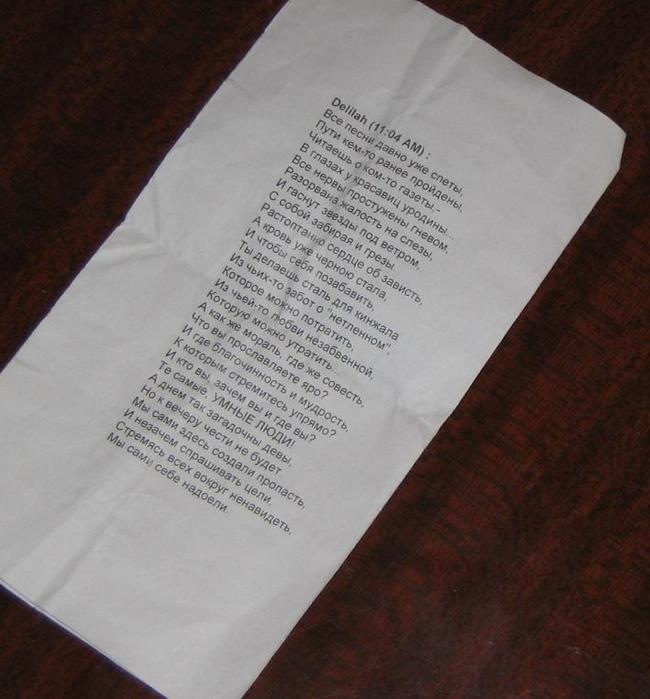 Delilah (11:04 AM) :
Все песни давно уже спеты,
Пути кем-то ранее пройдены,
Читаешь о ком-то газеты,-
В глазах у красавиц уродины...
Все нервы простужены гневом,
Разорвана жалость на слезы,
И гаснут звезды под ветром,
С собой забирая и грезы.
Растоптано сердце об зависть,
А кровь уже черною стала,
И чтобы себя позабавить,
Ты делаешь сталь для кинжала
Из чьих-то забот о "нетленном",
Которое можно потратить,
Из чьей-то любви незабвенной,
Которую можно утратить...
А как же мораль, где же совесть,
Что вы прославляете яро?
И где благочинность и мудрость,
К которым стремитесь упрямо?
И кто вы, зачем вы и где вы?
Те самые, УМНЫЕ ЛЮДИ!
А днем так загадочны девы,
Но к вечеру чести не будет
Мы сами здесь создали пропасть,
И незачем спрашивать цели,
Стремясь всех вокруг ненавидеть,
Мы сами себе надоели.